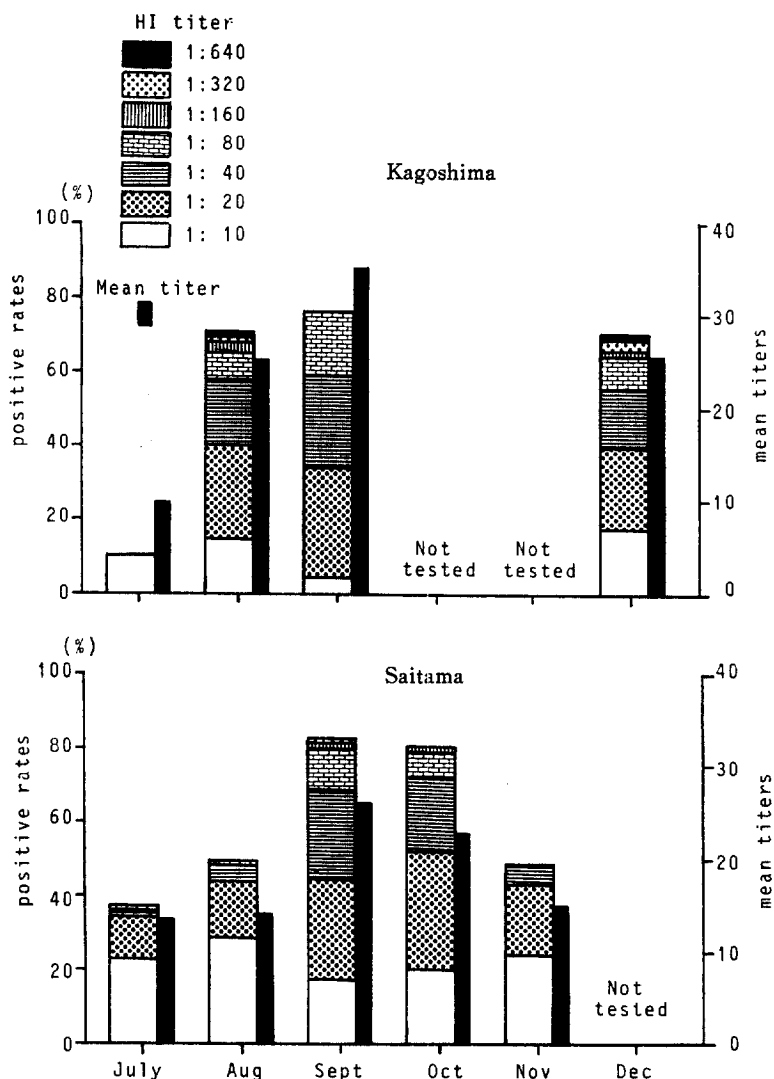 HI titer
1:640
1:320
1:160
1: 80
1: 40
1: 20
1: 10
Kagoshima
(%)
100
80
60
40
20
0
positive rates
Mean titer
Not tested
Not tested
40
30
20
10
0
mean titers
Saitama
(%)
100
80
60
40
20
0
positive rates
Not tested
40
30
20
10
0
mean titers
July Aug Sept Oct Nov Dec